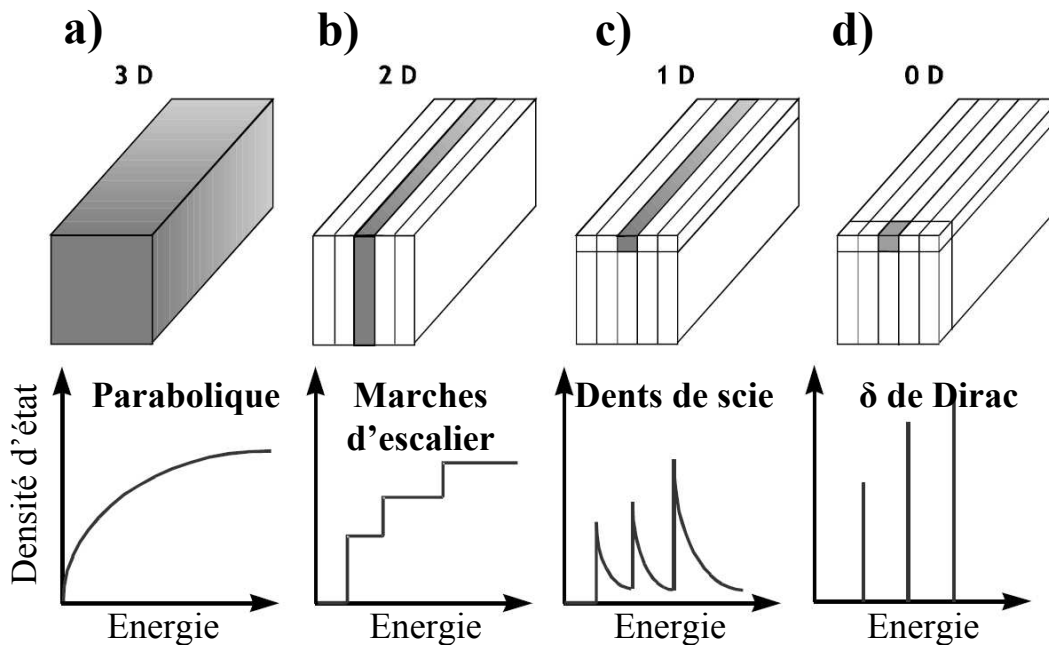 a)
b)
c)
d)
3 D
2 D
1 D
0 D
Densité d’état
Parabolique
Marches
d’escalier
Dents de scie
δ de Dirac
Energie
Energie
Energie
Energie